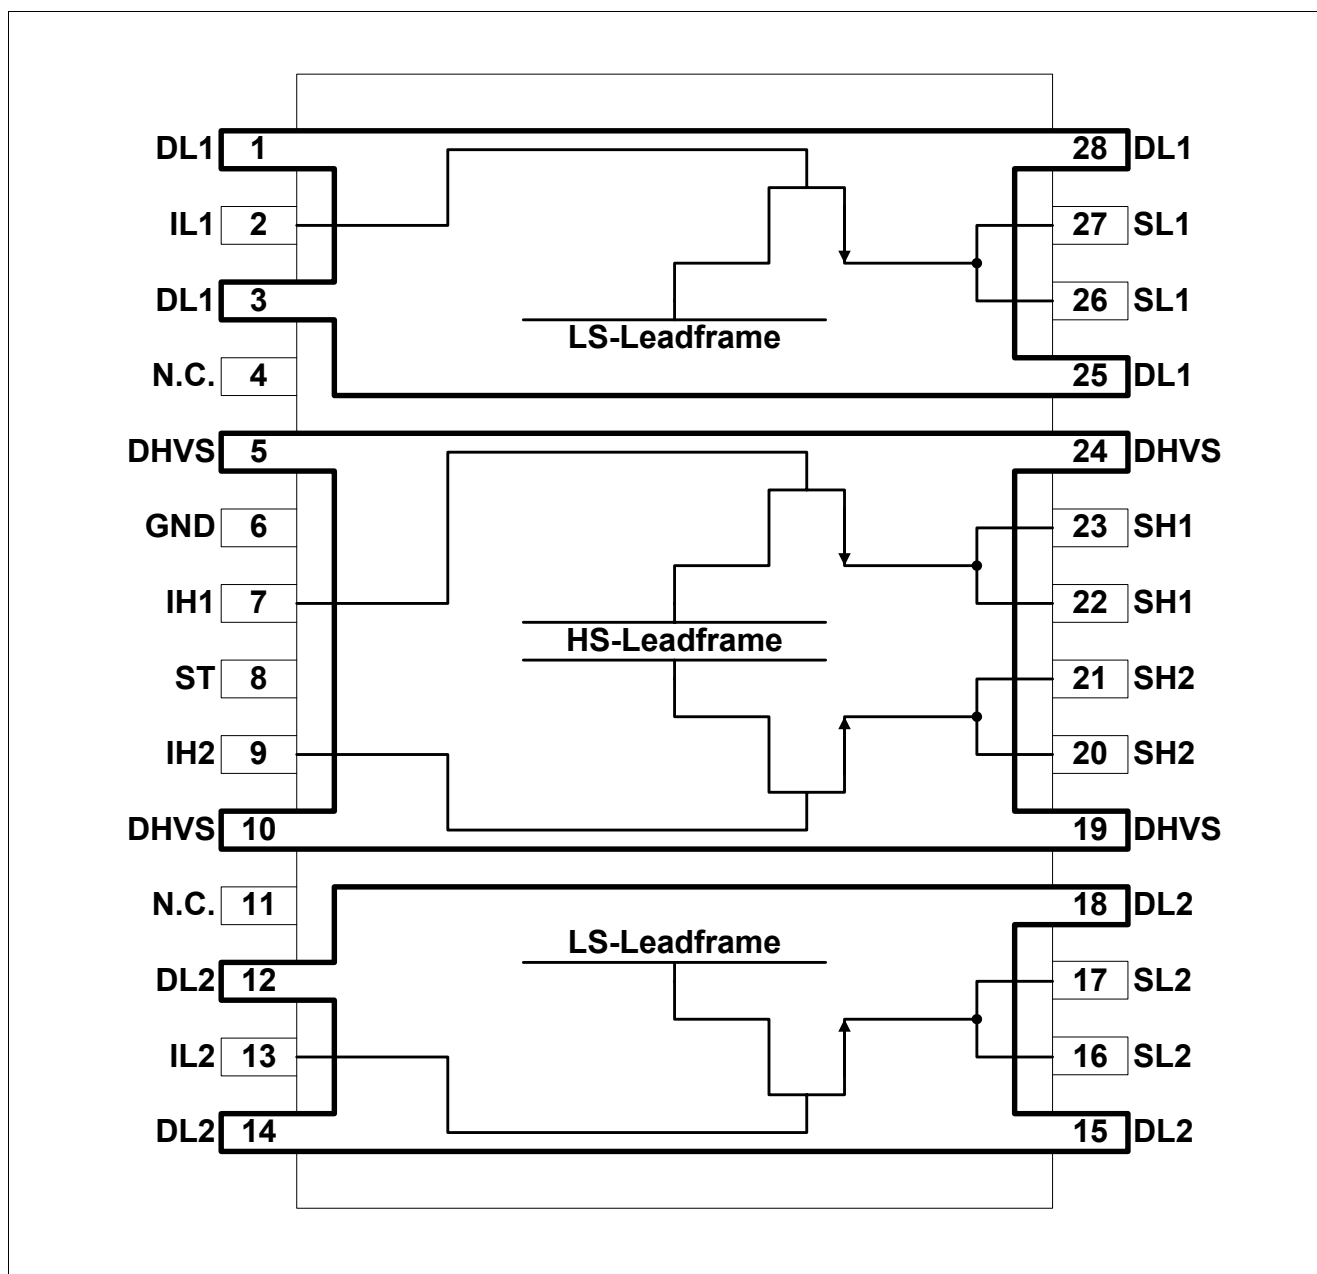 DL1 1 28 DL1
IL1 2 27 SL1
DL1 3 26 SL1
LS-Leadframe
N.C. 4 25 DL1
DHVS 5 24 DHVS
GND 6 23 SH1
IH1 7 22 SH1
HS-Leadframe
ST 8 21 SH2
IH2 9 20 SH2
DHVS 10 19 DHVS
N.C. 11 18 DL2
LS-Leadframe
DL2 12 17 SL2
IL2 13 16 SL2
DL2 14 15 DL2